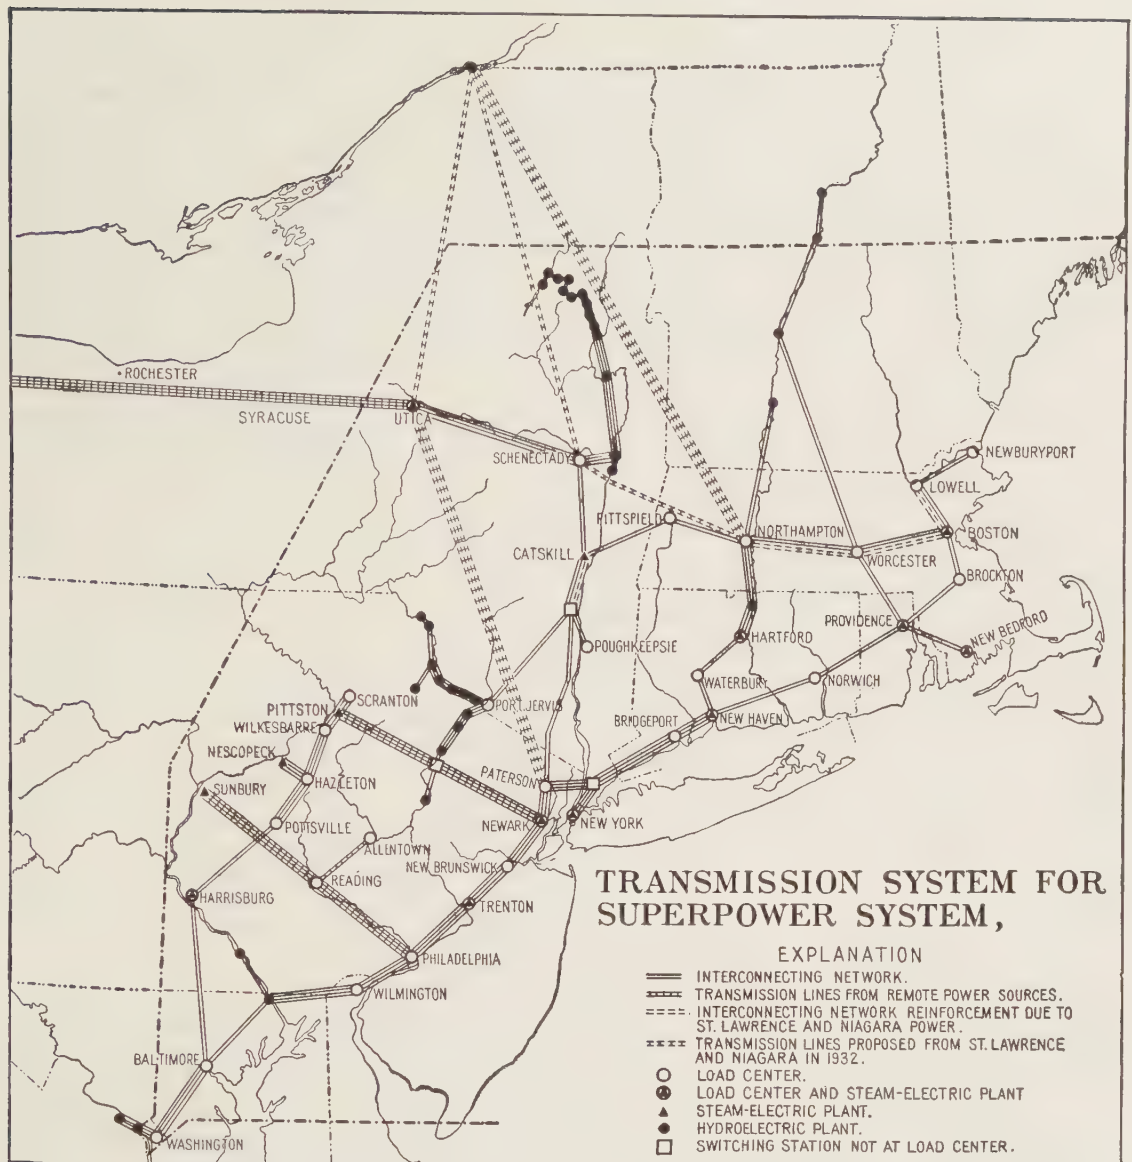 ROCHESTER
SYRACUSE
UTICA
SCHENECTADY
NEWBURYPORT
LOWELL
PITTSFIELD
NORTHAMPTON
BOSTON
CATSKILL
WORCESTER
BROCKTON
PROVIDENCE
NEW BEDFORD
HARTFORD
POUGHKEEPSIE
WATERBURY
NORWICH
SCRANTON
PORT JERVIS
PITTSTON
WILKESBARRE
BRIDGEPORT
NEW HAVEN
NESCOPECK
HAZLETON
PATERSON
SUNBURY
NEWARK
NEW YORK
POTTSVILLE
ALLENTOWN
NEW BRUNSWICK
READING
HARRISBURG
TRENTON
PHILADELPHIA
WILMINGTON
BALTIMORE
WASHINGTON
TRANSMISSION SYSTEM FOR
SUPERPOWER SYSTEM,
EXPLANATION
INTERCONNECTING NETWORK.
TRANSMISSION LINES FROM REMOTE POWER SOURCES.
INTERCONNECTING NETWORK REINFORCEMENT DUE TO
ST. LAWRENCE AND NIAGARA POWER.
TRANSMISSION LINES PROPOSED FROM ST. LAWRENCE
AND NIAGARA IN 1932.
LOAD CENTER.
LOAD CENTER AND STEAM-ELECTRIC PLANT
STEAM-ELECTRIC PLANT.
HYDROELECTRIC PLANT.
SWITCHING STATION NOT AT LOAD CENTER.